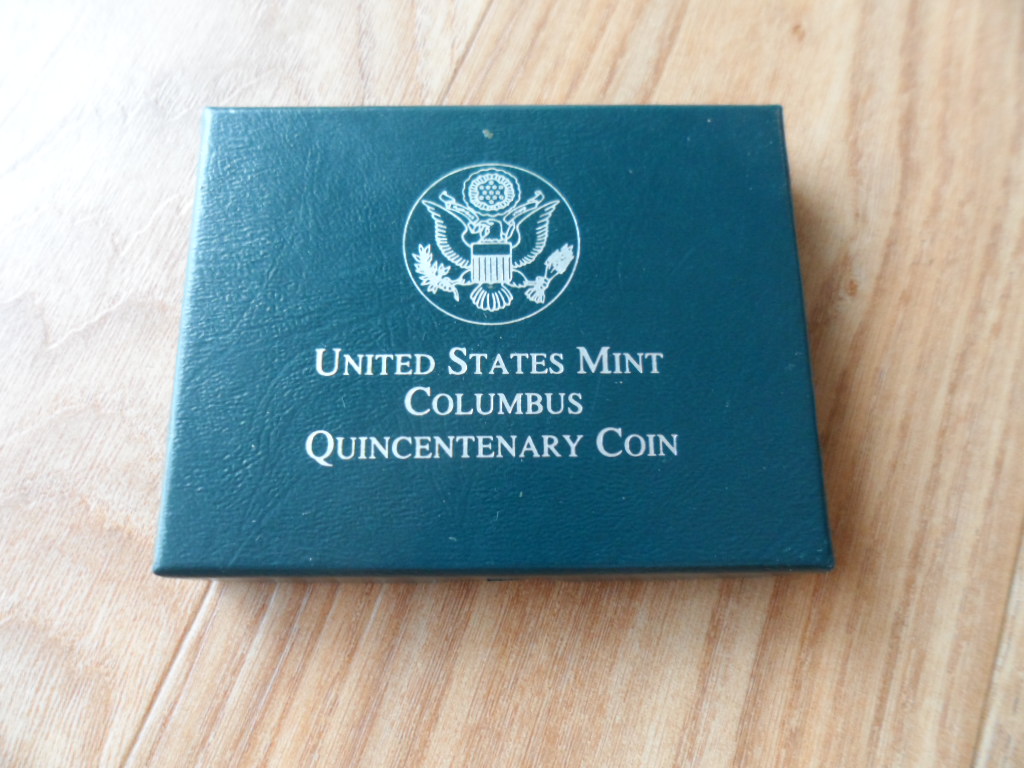 United States Mint
Columbus
Quincentenary Coin